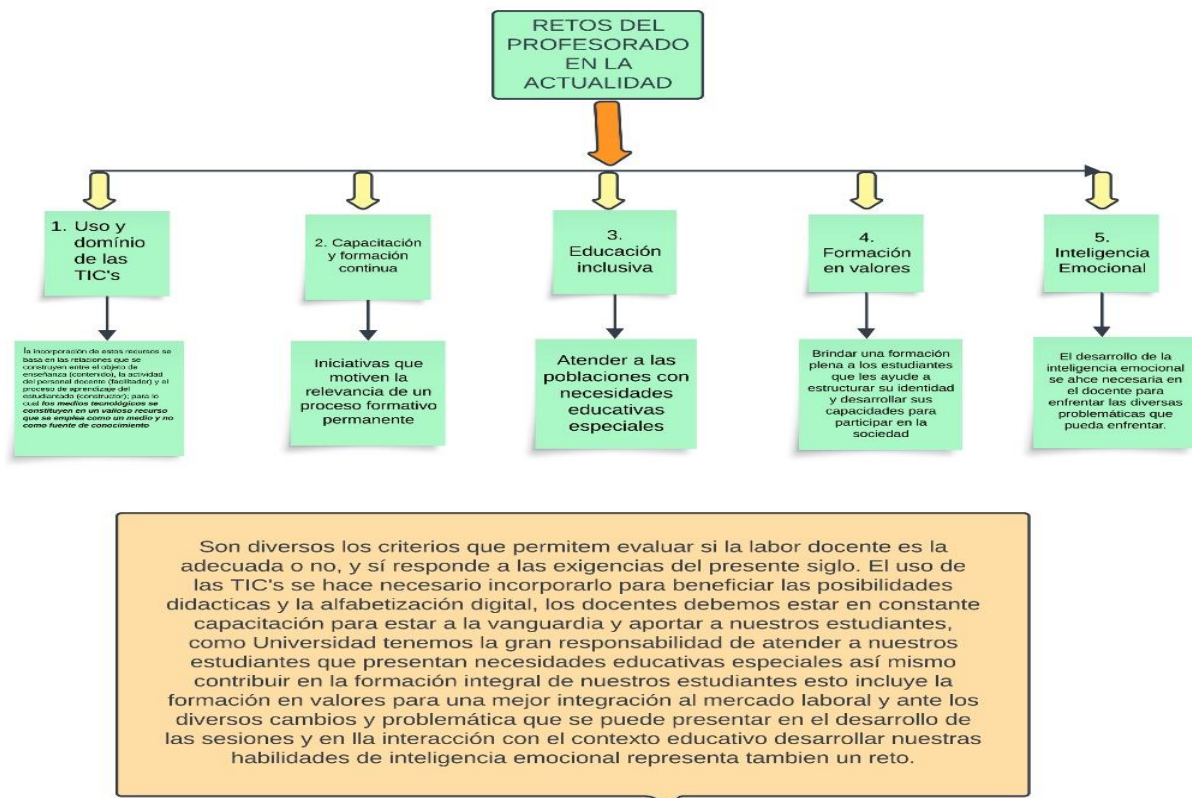 RETOS DEL
PROFESORADO
EN LA
ACTUALIDAD
1. Uso y
domínio
de las
TIC's
2. Capacitación
y formación
continua
3.
Educación
inclusiva
4.
Formación
en valores
5.
Inteligencia
Emocional
la incorporación de estos recursos se
basa en las relaciones que se
construyen entre el objeto de
enseñanza (contenido), la actividad
del personal docente (facilitador) y el
proceso de aprendizaje del
estudiantado (constructor); para lo
cual los medios tecnológicos se
constituyen en un valioso recurso
que se emplea como un medio y no
como fuente de conocimiento
Iniciativas que
motiven la
relevancia de un
proceso formativo
permanente
Atender a las
poblaciones con
necesidades
educativas
especiales
Brindar una formación
plena a los estudiantes
que les ayude a
estructurar su identidad
y desarrollar sus
capacidades para
participar en la
sociedad
El desarrollo de la
inteligencia emocional
se ahce necesaria en
el docente para
enfrentar las diversas
problemáticas que
pueda enfrentar.
Son diversos los criterios que permitem evaluar si la labor docente es la
adecuada o no, y sí responde a las exigencias del presente siglo. El uso de
las TIC's se hace necesario incorporarlo para beneficiar las posibilidades
didacticas y la alfabetización digital, los docentes debemos estar en constante
capacitación para estar a la vanguardia y aportar a nuestros estudiantes,
como Universidad tenemos la gran responsabilidad de atender a nuestros
estudiantes que presentan necesidades educativas especiales así mismo
contribuir en la formación integral de nuestros estudiantes esto incluye la
formación en valores para una mejor integración al mercado laboral y ante los
diversos cambios y problemática que se puede presentar en el desarrollo de
las sesiones y en lla interacción con el contexto educativo desarrollar nuestras
habilidades de inteligencia emocional representa tambien un reto.